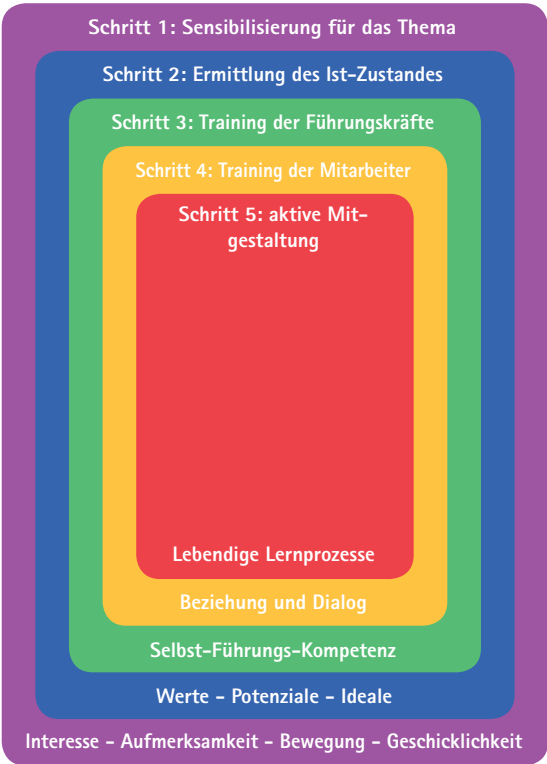 Schritt 1: Sensibilisierung für das Thema
Schritt 2: Ermittlung des Ist-Zustandes
Schritt 3: Training der Führungskräfte
Schritt 4: Training der Mitarbeiter
Schritt 5: aktive Mit-
gestaltung
Lebendige Lernprozesse
Beziehung und Dialog
Selbst-Führungs-Kompetenz
Werte - Potenziale - Ideale
Interesse - Aufmerksamkeit - Bewegung - Geschicklichkeit